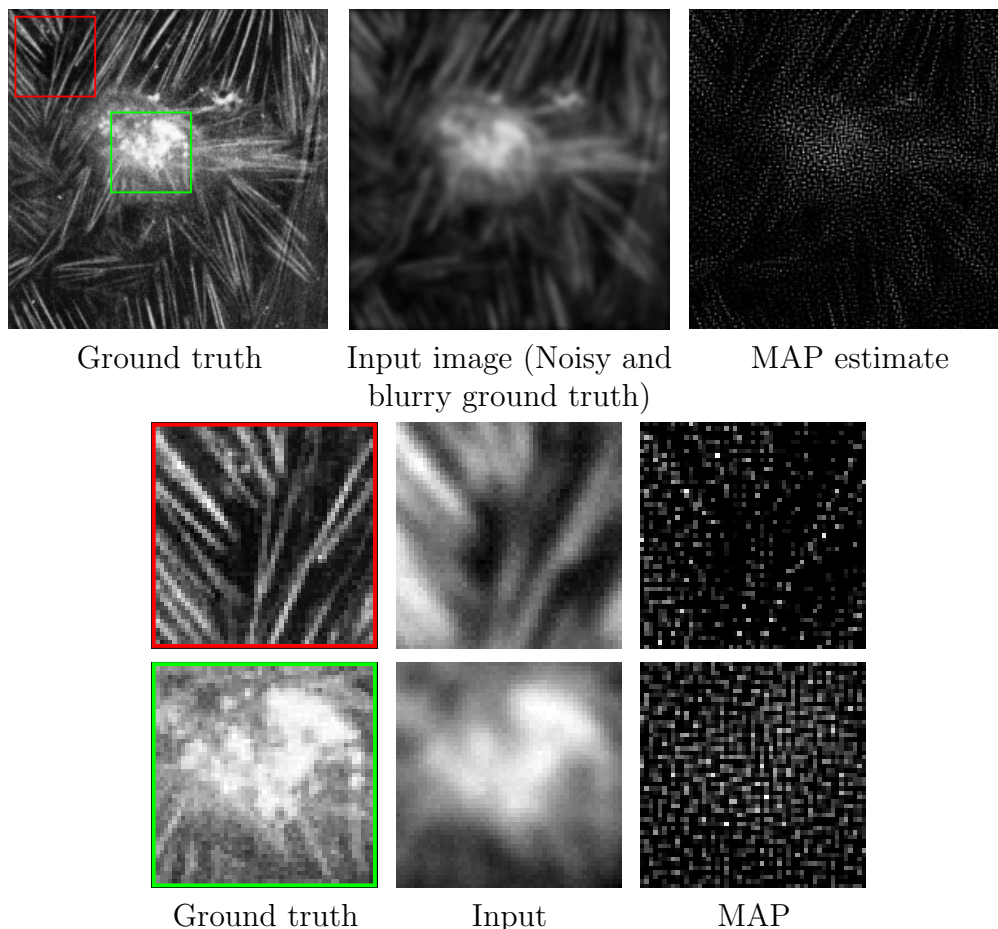 Ground truth
Input image (Noisy and
blurry ground truth)
MAP estimate
Ground truth
Input
MAP